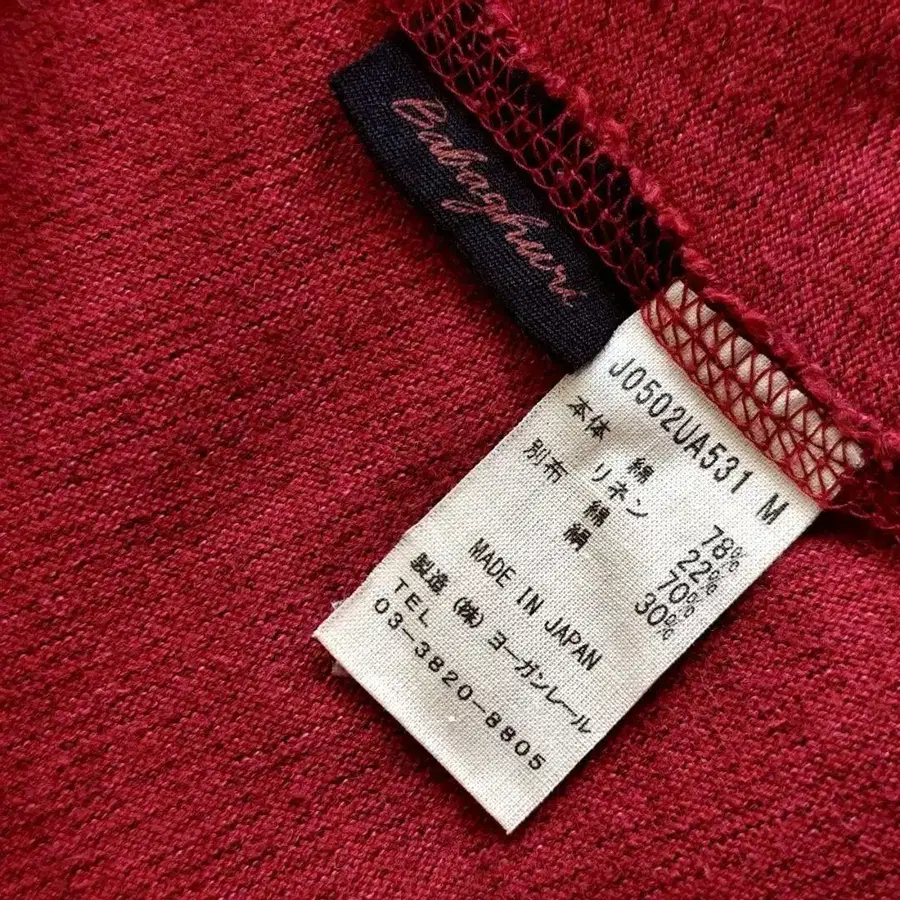 Babaghuri
J0502UA531 M
本体 綿 78%
リネン 22%
別布 綿 70%
絹 30%
MADE IN JAPAN
製造 (株) ヨーガンレール
TEL
03-3820-8805